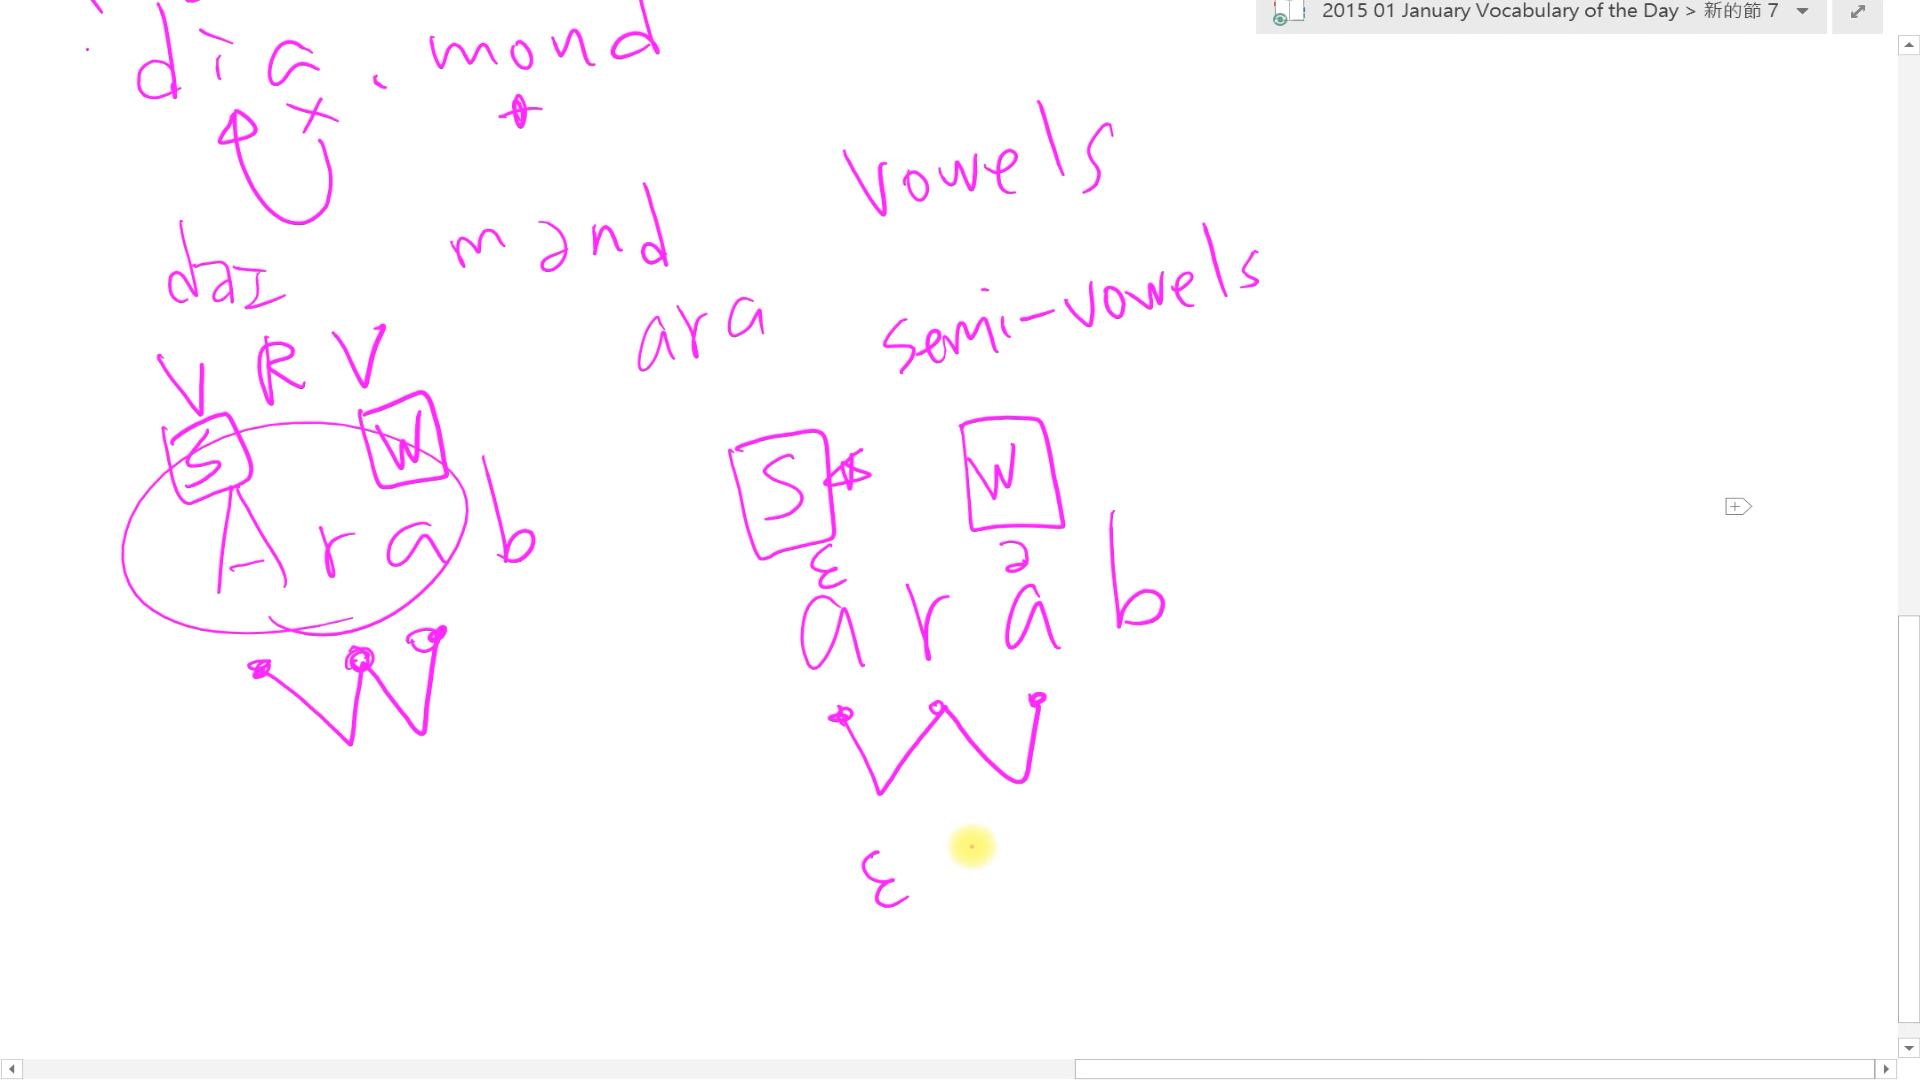 2015 01 January Vocabulary of the Day > 新的節 7
dia. mond
x
vowels
daɪ mənd
semi-vowels
ara
V R V
S W
S W
ɛ ə
Arab
arab
W
W
ɛ